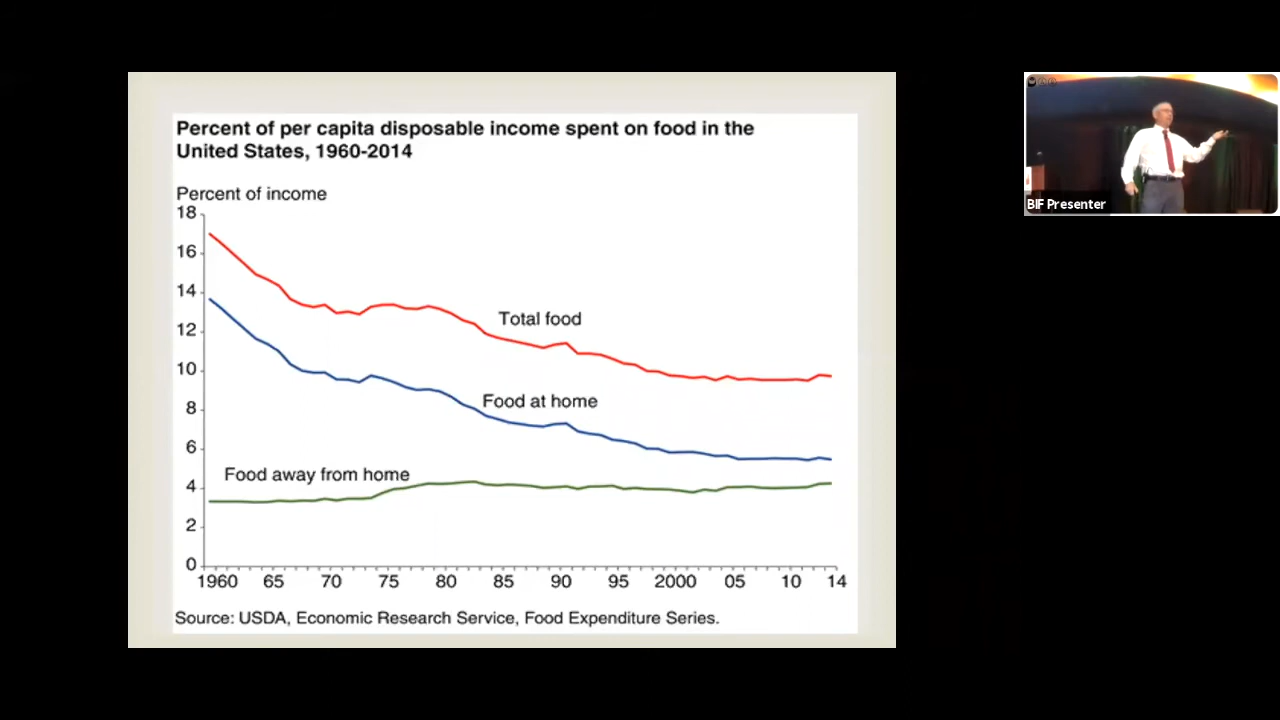 Percent of per capita disposable income spent on food in the
United States, 1960-2014
Percent of income
18
16
14
12
10
8
6
4
2
0
Total food
Food at home
Food away from home
1960 65 70 75 80 85 90 95 2000 05 10 14
Source: USDA, Economic Research Service, Food Expenditure Series.
BIF Presenter